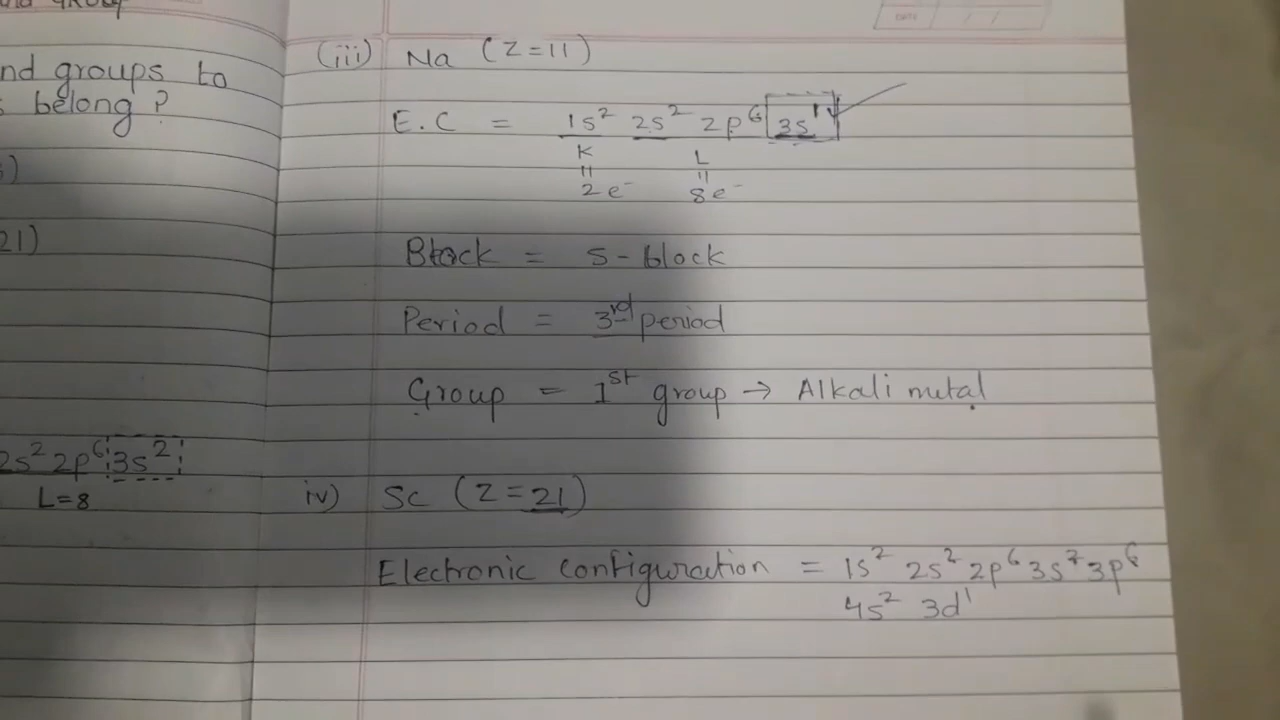 nd groups to
belong ?
21)
2s² 2p⁶ 3s²
L=8
DATE / /
(iii) Na (Z=11)
E.C = 1s² 2s² 2p⁶ 3s¹
K L
= =
2e⁻ 8e⁻
Block = s-block
Period = 3rd period
Group = 1st group → Alkali metal
iv) Sc (Z=21)
Electronic configuration = 1s² 2s² 2p⁶ 3s² 3p⁶
4s² 3d¹